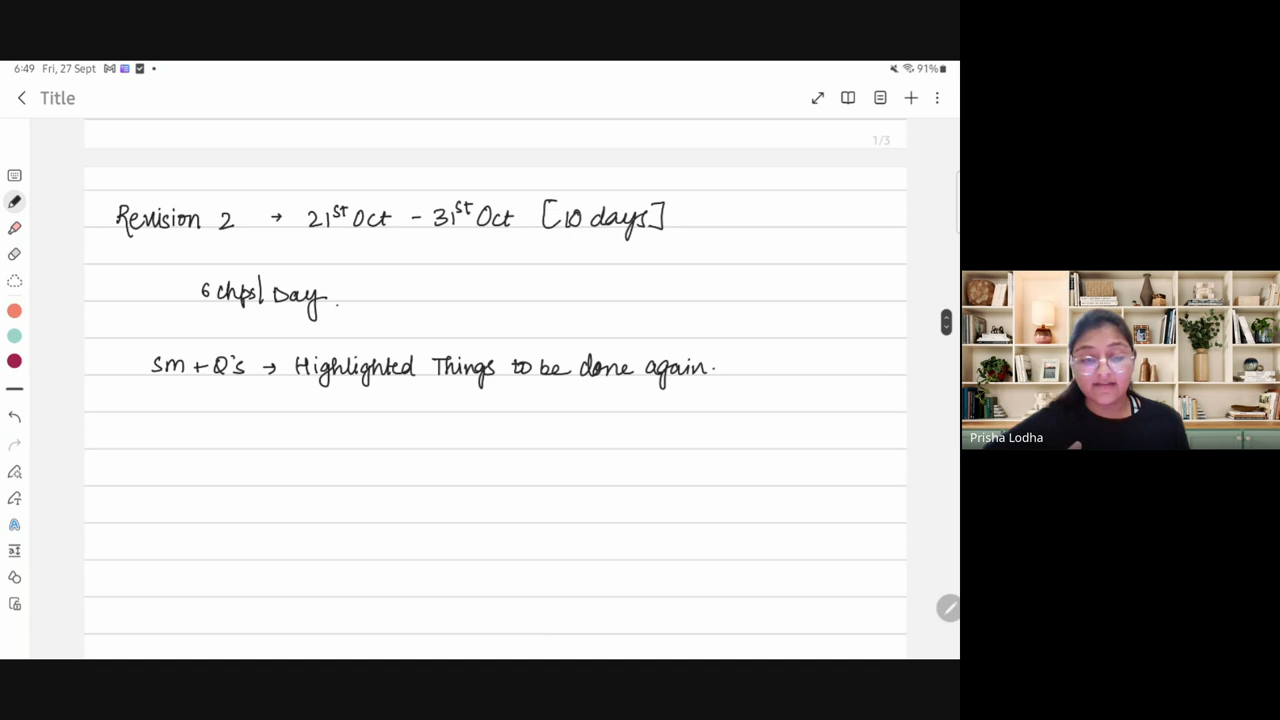 6:49 Fri, 27 Sept
91%
Title
1/3
Revision 2 → 21st Oct - 31st Oct [10 days]
6 chps/Day.
SM + Q's → Highlighted Things to be done again.
Prisha Lodha